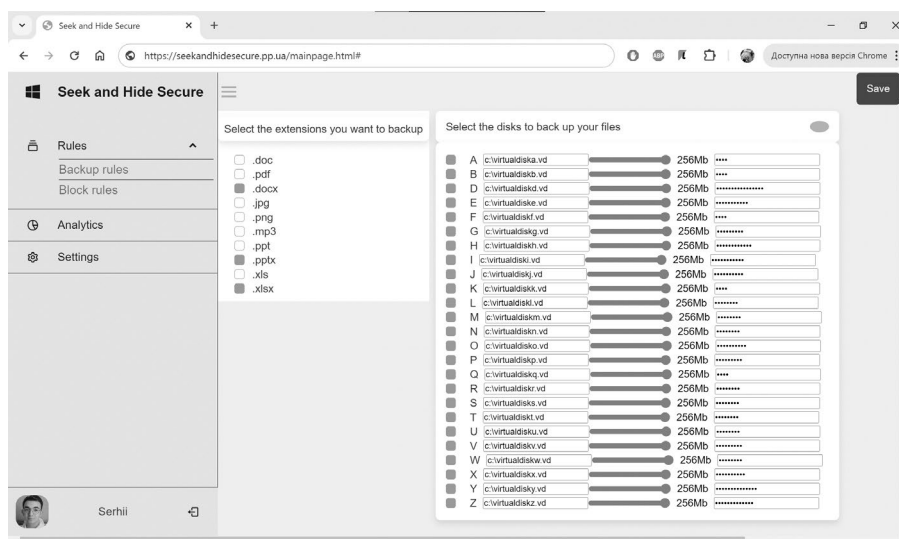 Seek and Hide Secure
https://seekandhidesecure.pp.ua/mainpage.html#
Доступна нова версія Chrome
Seek and Hide Secure
Save
Rules
Backup rules
Block rules
Analytics
Settings
Serhii
Select the extensions you want to backup
.doc
.pdf
.docx
.jpg
.png
.mp3
.ppt
.pptx
.xls
.xlsx
Select the disks to back up your files
A c:\virtualdiska.vd 256Mb
B c:\virtualdiskb.vd 256Mb
D c:\virtualdiskd.vd 256Mb
E c:\virtualdiske.vd 256Mb
F c:\virtualdiskf.vd 256Mb
G c:\virtualdiskg.vd 256Mb
H c:\virtualdiskh.vd 256Mb
I c:\virtualdiski.vd 256Mb
J c:\virtualdiskj.vd 256Mb
K c:\virtualdiskk.vd 256Mb
L c:\virtualdiskl.vd 256Mb
M c:\virtualdiskm.vd 256Mb
N c:\virtualdiskn.vd 256Mb
O c:\virtualdisko.vd 256Mb
P c:\virtualdiskp.vd 256Mb
Q c:\virtualdiskq.vd 256Mb
R c:\virtualdiskr.vd 256Mb
S c:\virtualdisks.vd 256Mb
T c:\virtualdiskt.vd 256Mb
U c:\virtualdisku.vd 256Mb
V c:\virtualdiskv.vd 256Mb
W c:\virtualdiskw.vd 256Mb
X c:\virtualdiskx.vd 256Mb
Y c:\virtualdisky.vd 256Mb
Z c:\virtualdiskz.vd 256Mb